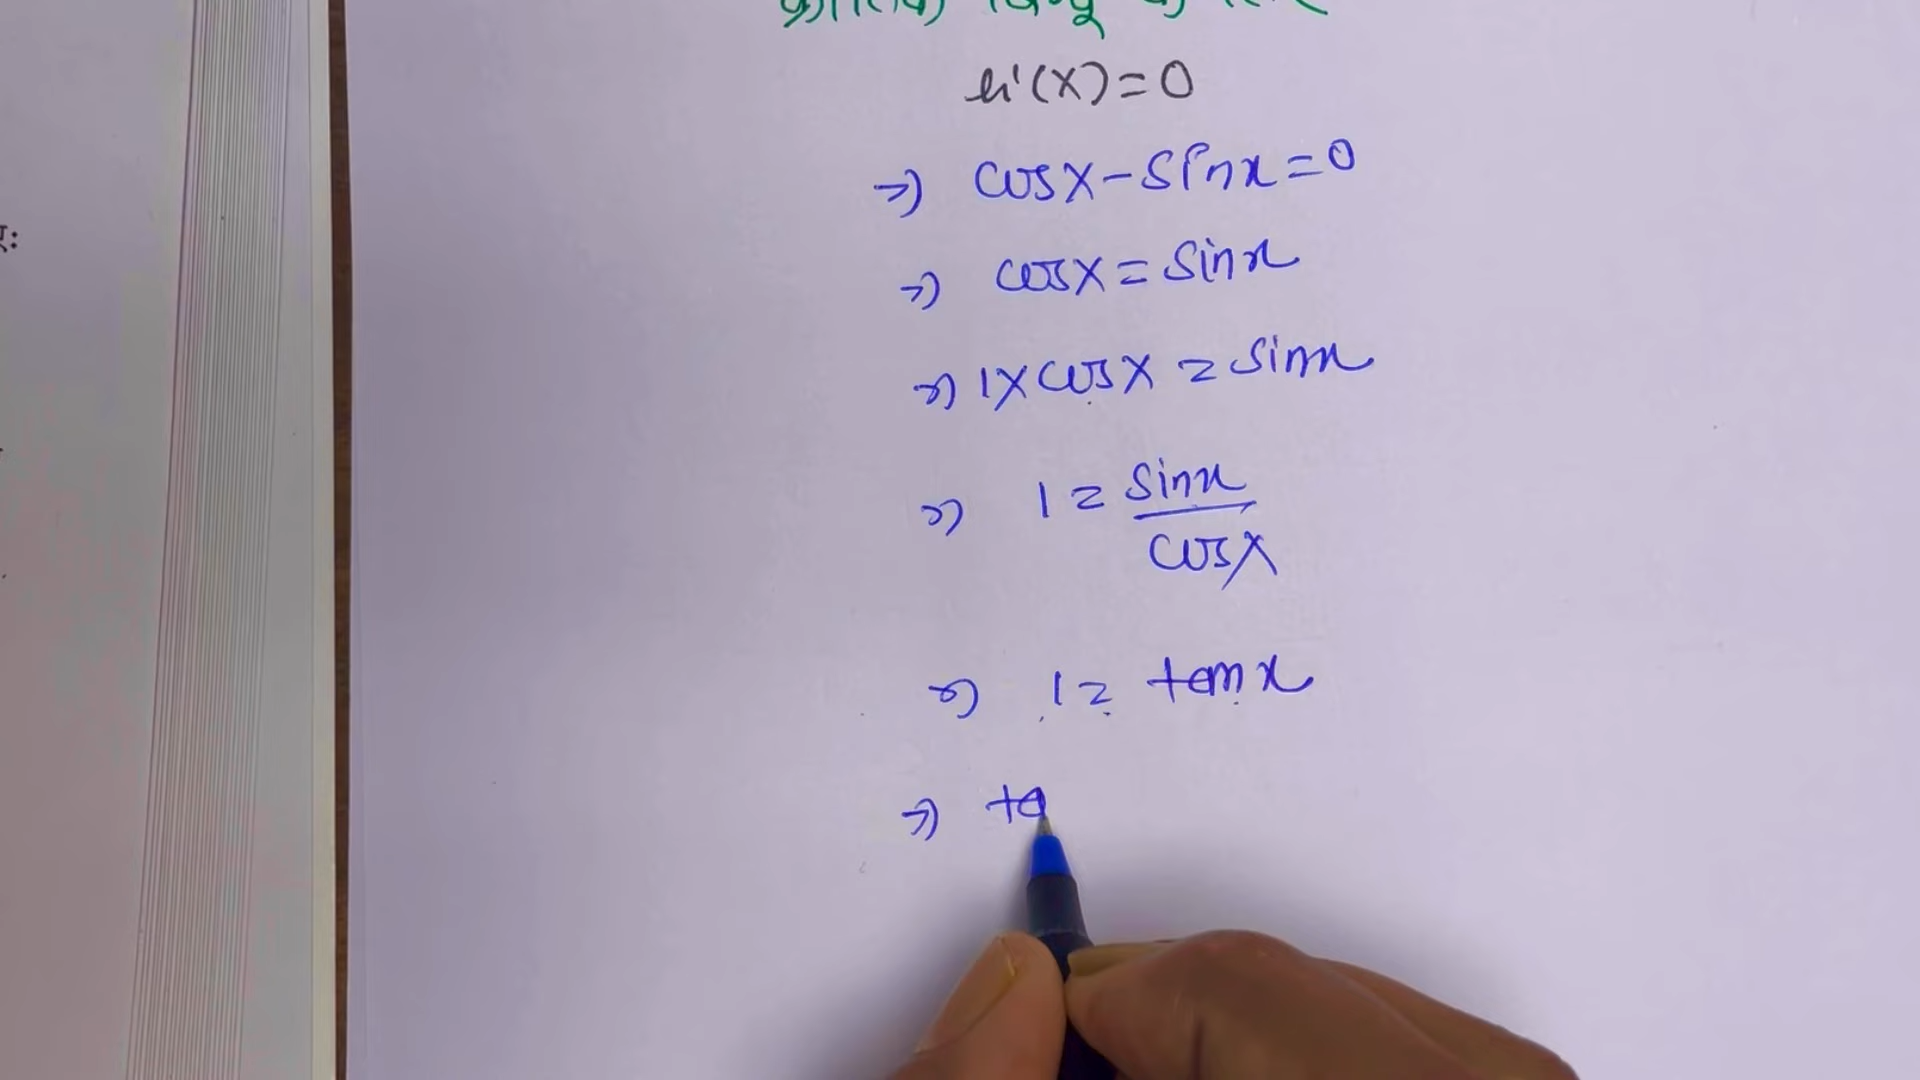 h'(x)=0
⇒ cosx-sinx=0
⇒ cosx=sinx
⇒ 1×cosx=sinx
⇒ 1=sinx/cosx
⇒ 1=tanx
⇒ ta